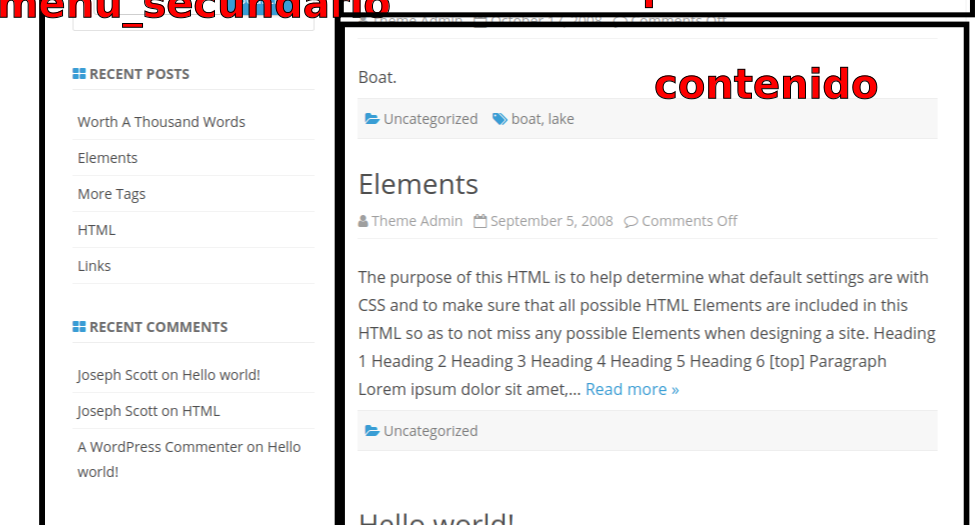 menu_secundario
Theme Admin October 17, 2008 Comments Off
RECENT POSTS
Worth A Thousand Words
Elements
More Tags
HTML
Links
RECENT COMMENTS
Joseph Scott on Hello world!
Joseph Scott on HTML
A WordPress Commenter on Hello
world!
contenido
Boat.
Uncategorized boat, lake
Elements
Theme Admin September 5, 2008 Comments Off
The purpose of this HTML is to help determine what default settings are with
CSS and to make sure that all possible HTML Elements are included in this
HTML so as to not miss any possible Elements when designing a site. Heading
1 Heading 2 Heading 3 Heading 4 Heading 5 Heading 6 [top] Paragraph
Lorem ipsum dolor sit amet,... Read more »
Uncategorized
Hello world!